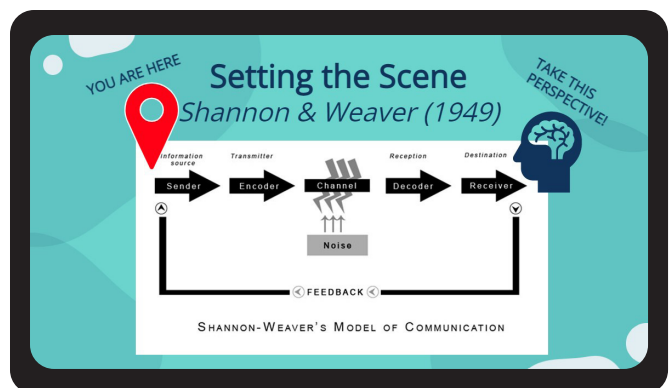 YOU ARE HERE
Setting the Scene
Shannon & Weaver (1949)
TAKE THIS
PERSPECTIVE!
Information
source
Transmitter
Reception
Destination
Sender
Encoder
Channel
Decoder
Receiver
Noise
FEEDBACK
SHANNON-WEAVER'S MODEL OF COMMUNICATION